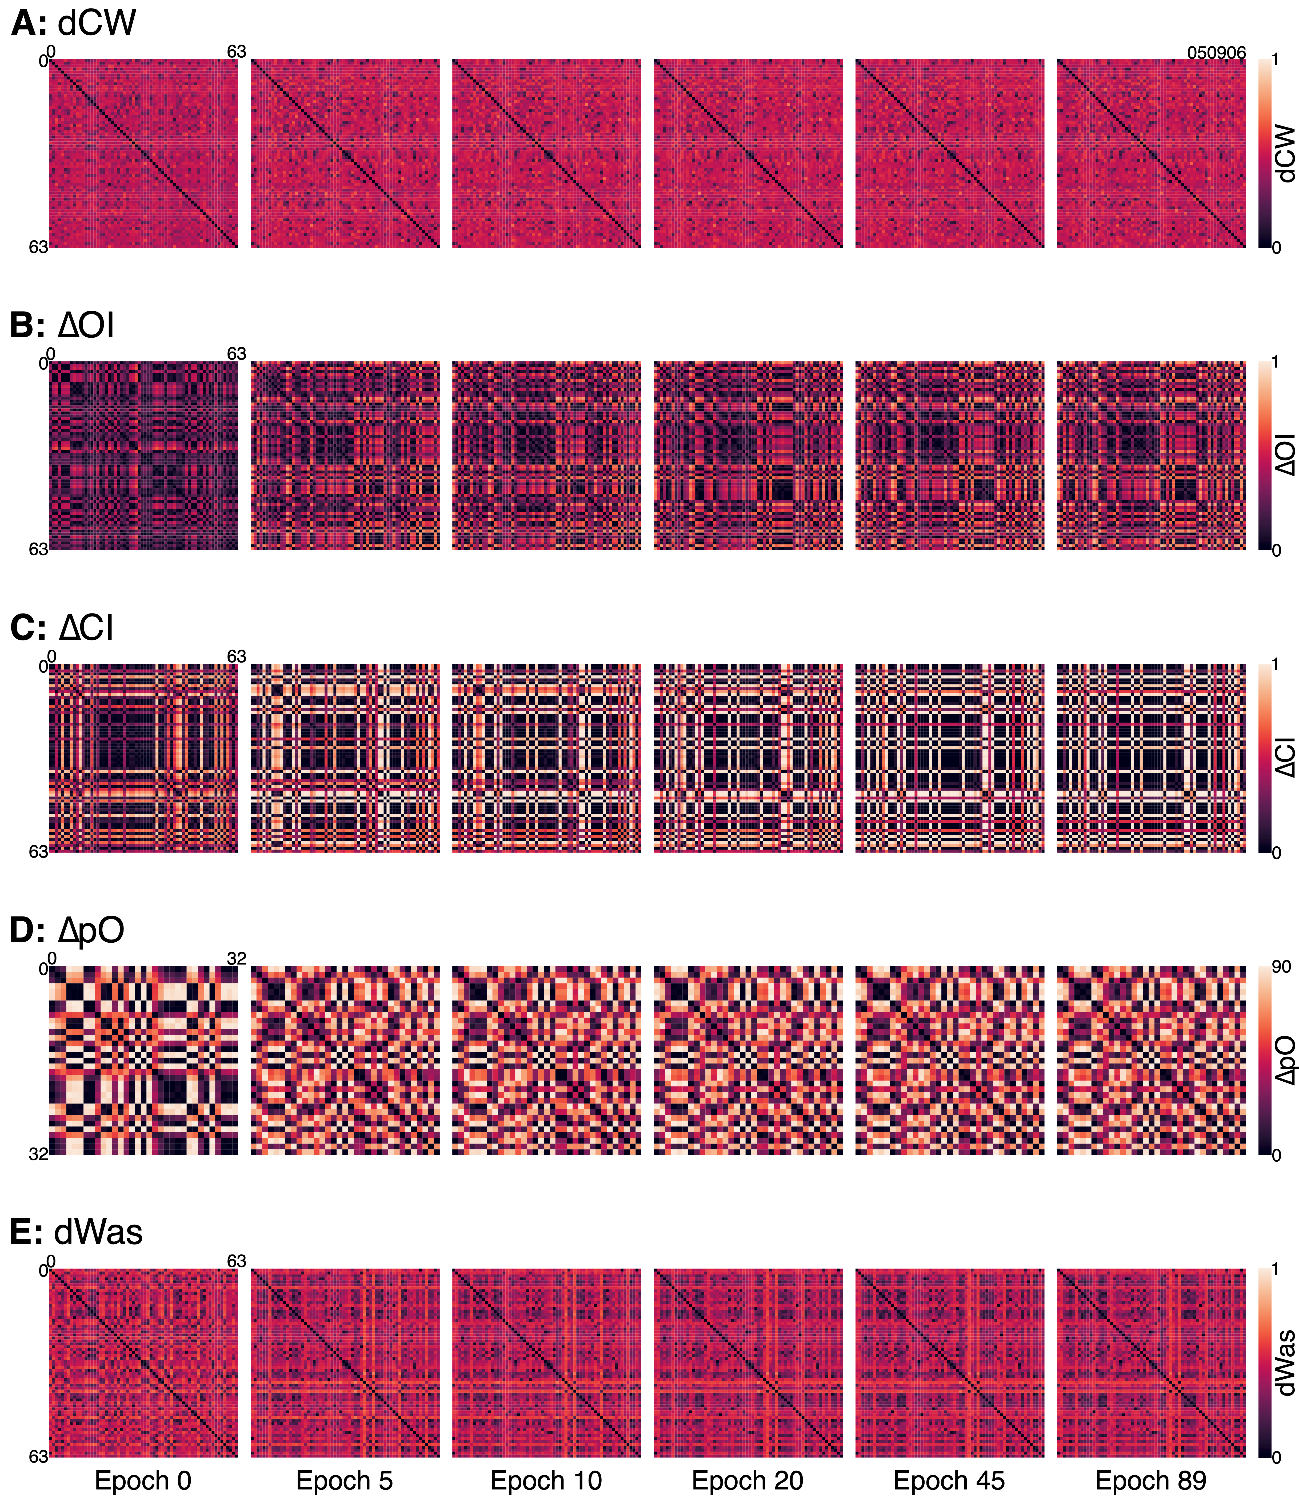 A: dCW
0 63 050906 1
0
dCW
63 0
B: ΔOI
0 63 1
0
ΔOI
63 0
C: ΔCI
0 63 1
0
ΔCI
63 0
D: ΔpO
0 32 90
0
ΔpO
32 0
E: dWas
0 63 1
0
dWas
63 0
Epoch 0 Epoch 5 Epoch 10 Epoch 20 Epoch 45 Epoch 89